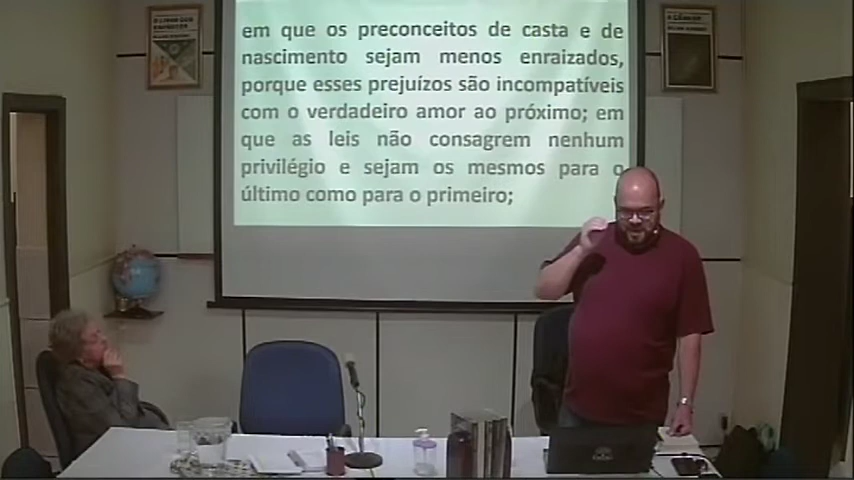 em que os preconceitos de casta e de
nascimento sejam menos enraizados,
porque esses prejuízos são incompatíveis
com o verdadeiro amor ao próximo; em
que as leis não consagrem nenhum
privilégio e sejam os mesmos para o
último como para o primeiro;